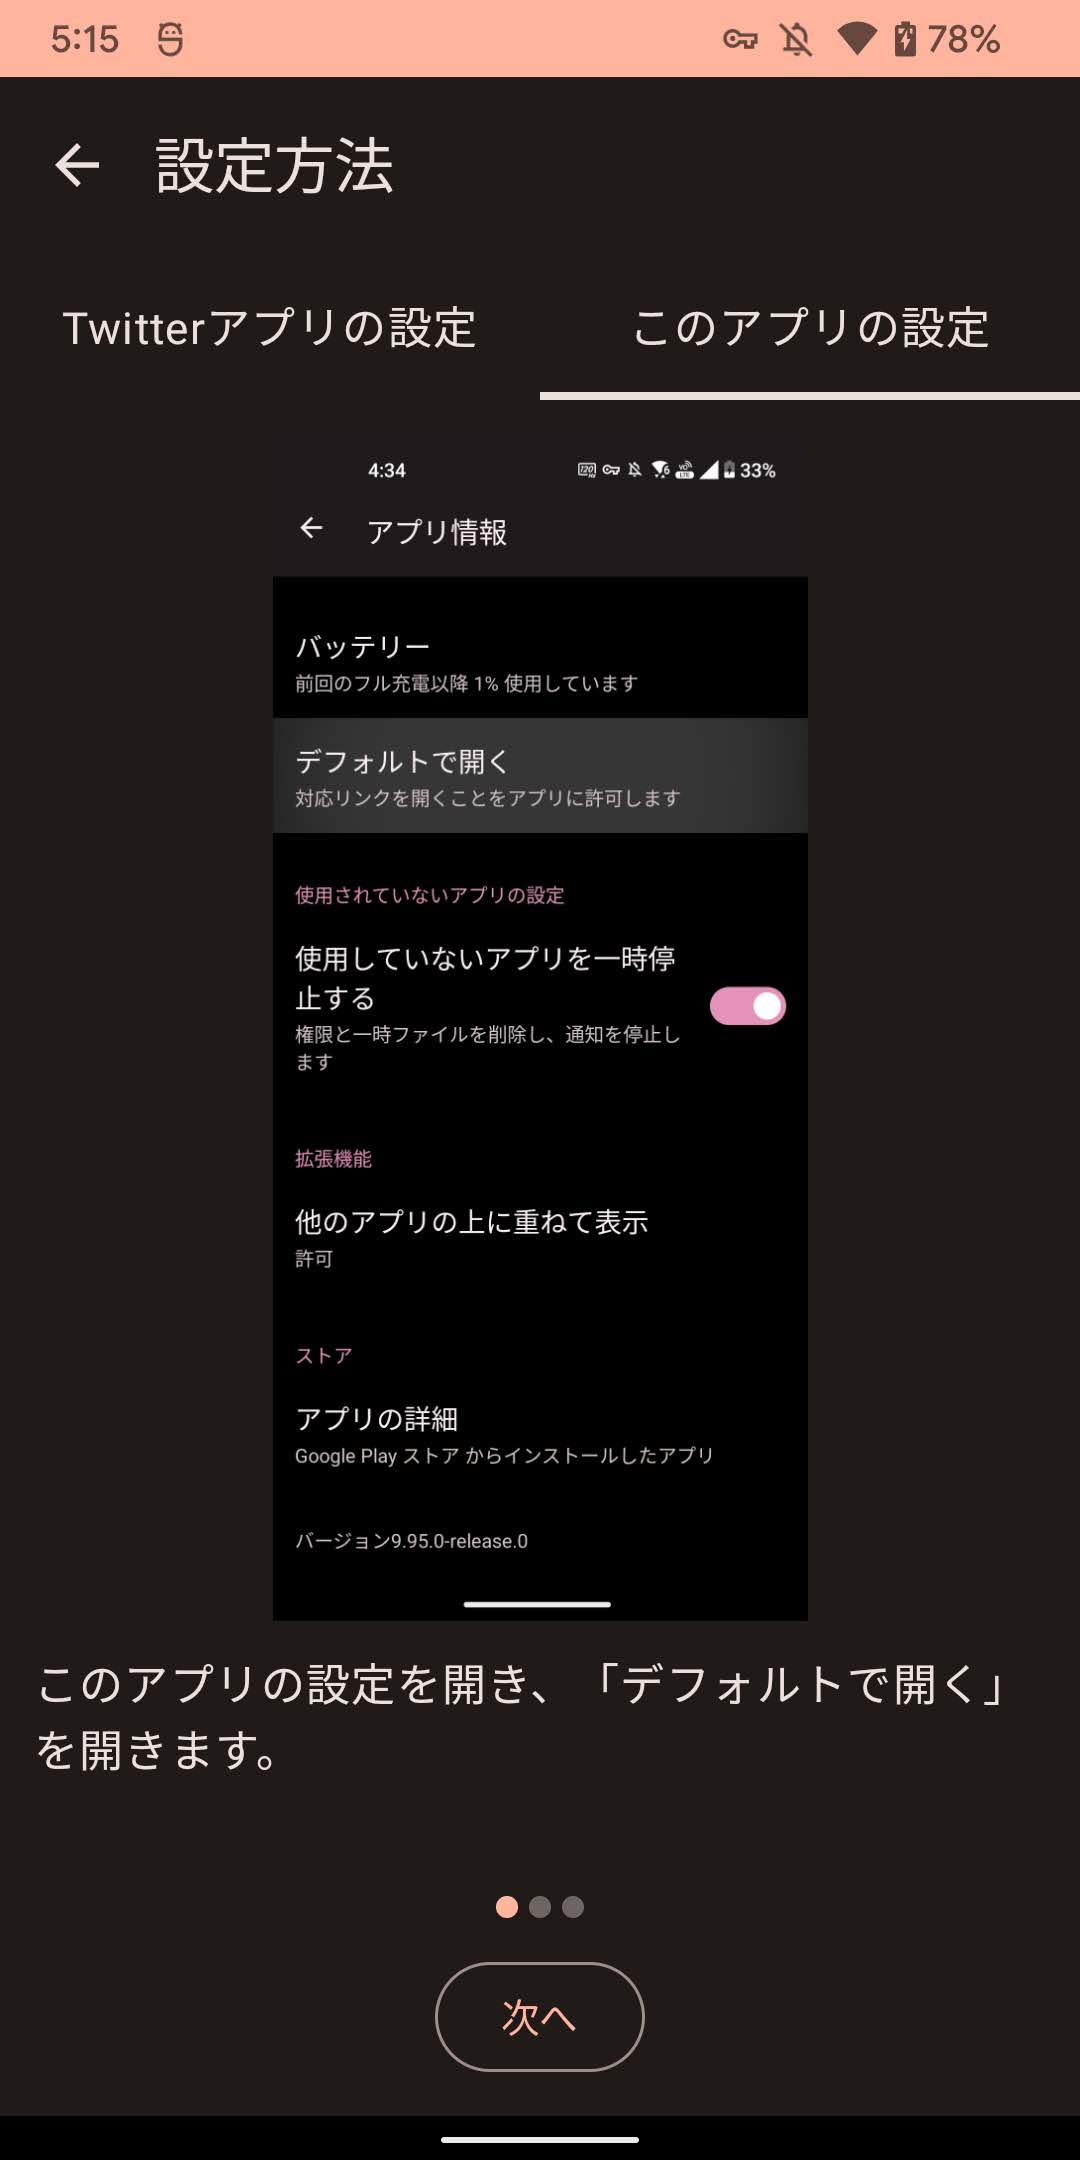 5:15
78%
設定方法
Twitterアプリの設定
このアプリの設定
4:34
33%
アプリ情報
バッテリー
前回のフル充電以降 1% 使用しています
デフォルトで開く
対応リンクを開くことをアプリに許可します
使用されていないアプリの設定
使用していないアプリを一時停
止する
権限と一時ファイルを削除し、通知を停止し
ます
拡張機能
他のアプリの上に重ねて表示
許可
ストア
アプリの詳細
Google Play ストア からインストールしたアプリ
バージョン9.95.0-release.0
このアプリの設定を開き、「デフォルトで開く」
を開きます。
次へ